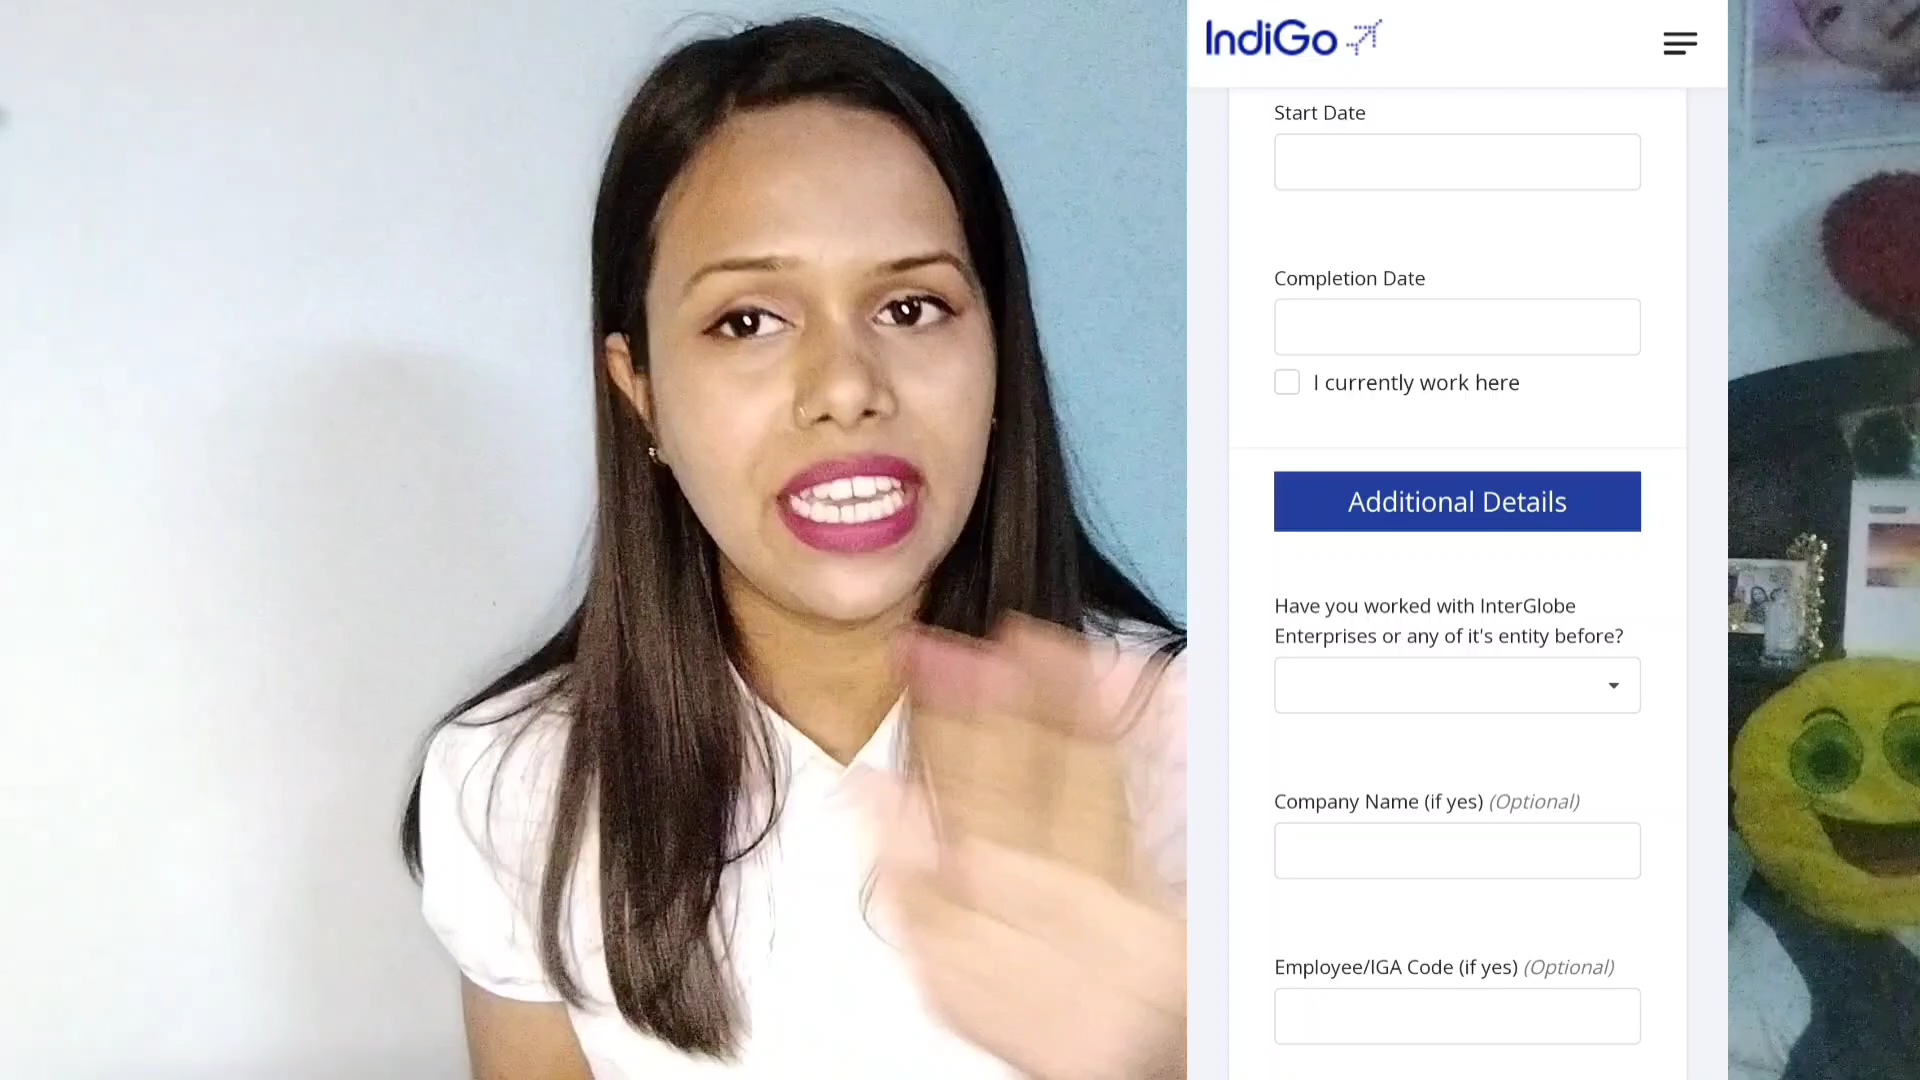 IndiGo
Start Date
Completion Date
I currently work here
Additional Details
Have you worked with InterGlobe
Enterprises or any of it's entity before?
Company Name (if yes) (Optional)
Employee/IGA Code (if yes) (Optional)